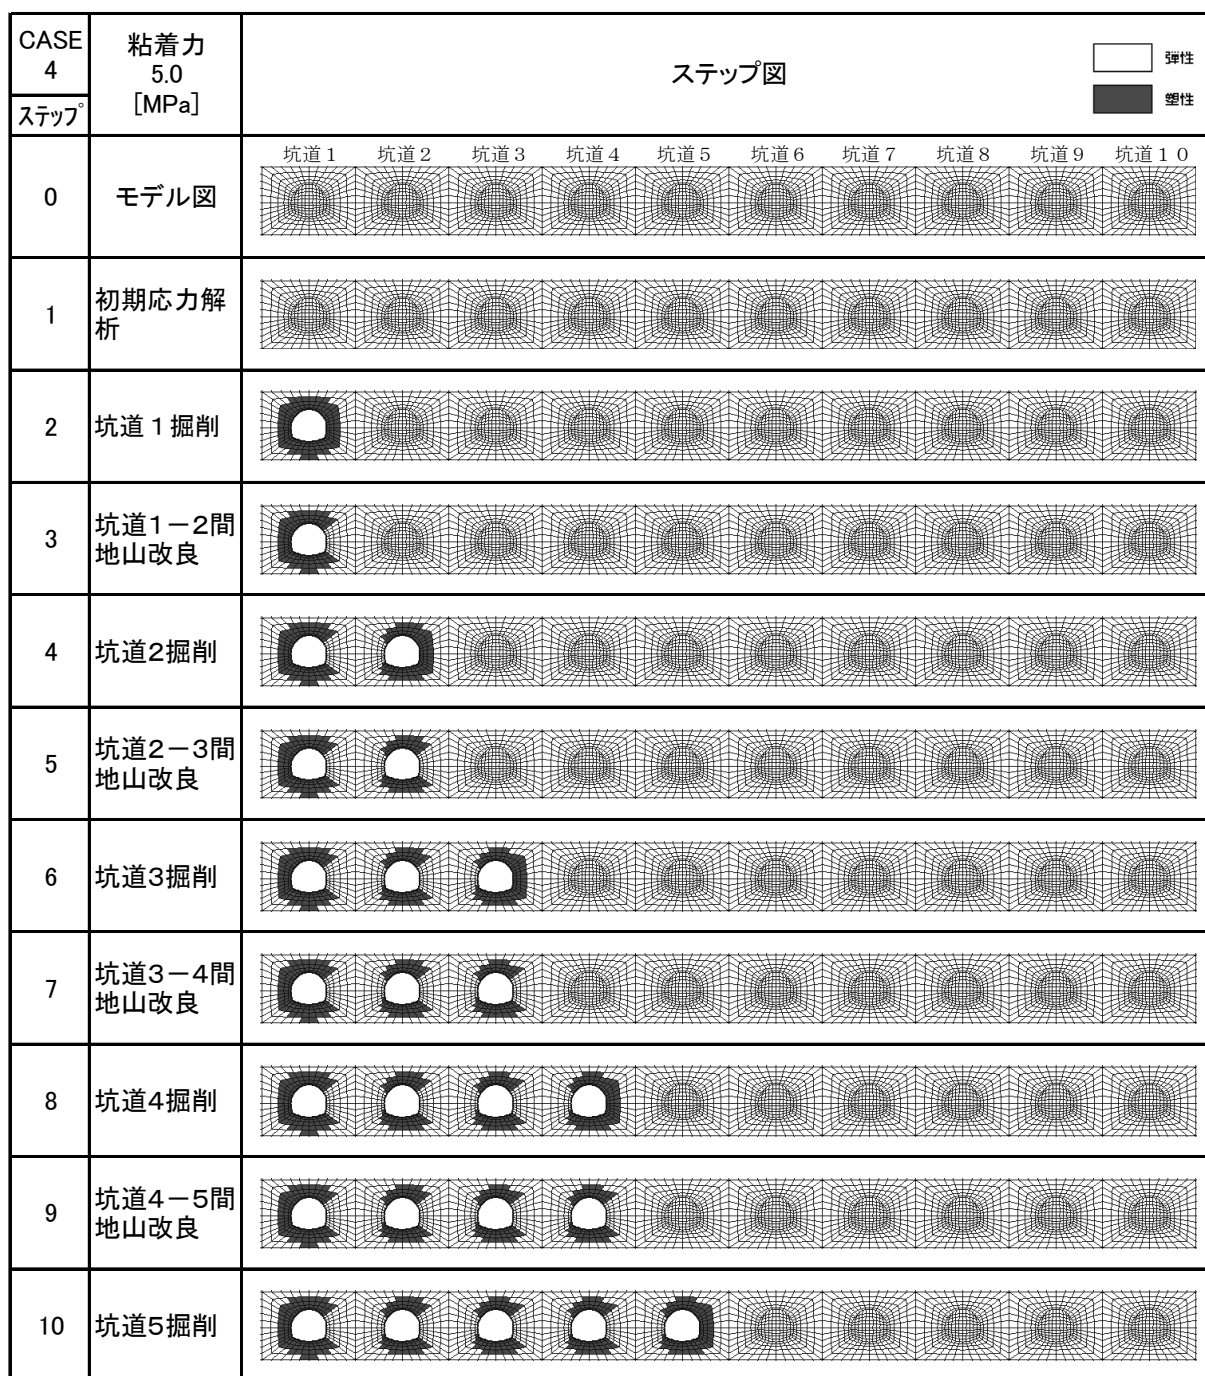 CASE
4
ステップ
粘着力
5.0
[MPa]
ステップ図
弾性
塑性
坑道1 坑道2 坑道3 坑道4 坑道5 坑道6 坑道7 坑道8 坑道9 坑道10
0
モデル図
1
初期応力解
析
2
坑道1掘削
3
坑道1－2間
地山改良
4
坑道2掘削
5
坑道2－3間
地山改良
6
坑道3掘削
7
坑道3－4間
地山改良
8
坑道4掘削
9
坑道4－5間
地山改良
10
坑道5掘削